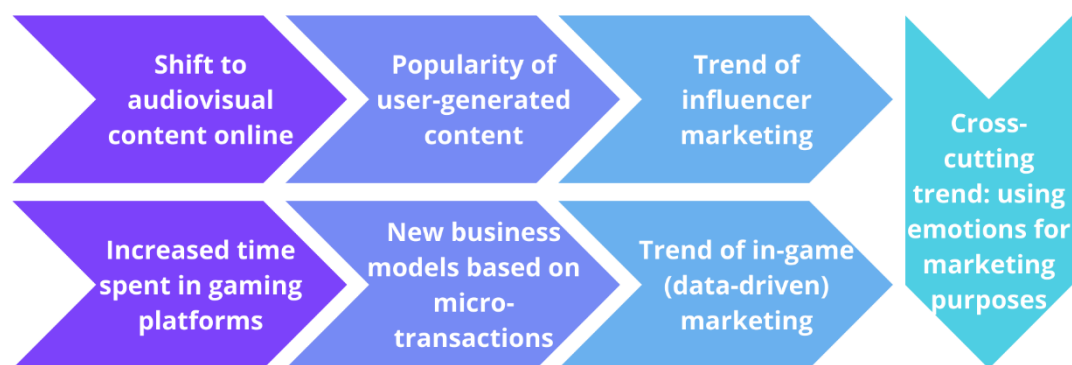 Shift to
audiovisual
content online
Popularity of
user-generated
content
Trend of
influencer
marketing
Increased time
spent in gaming
platforms
New business
models based on
micro-
transactions
Trend of in-game
(data-driven)
marketing
Cross-
cutting
trend: using
emotions for
marketing
purposes